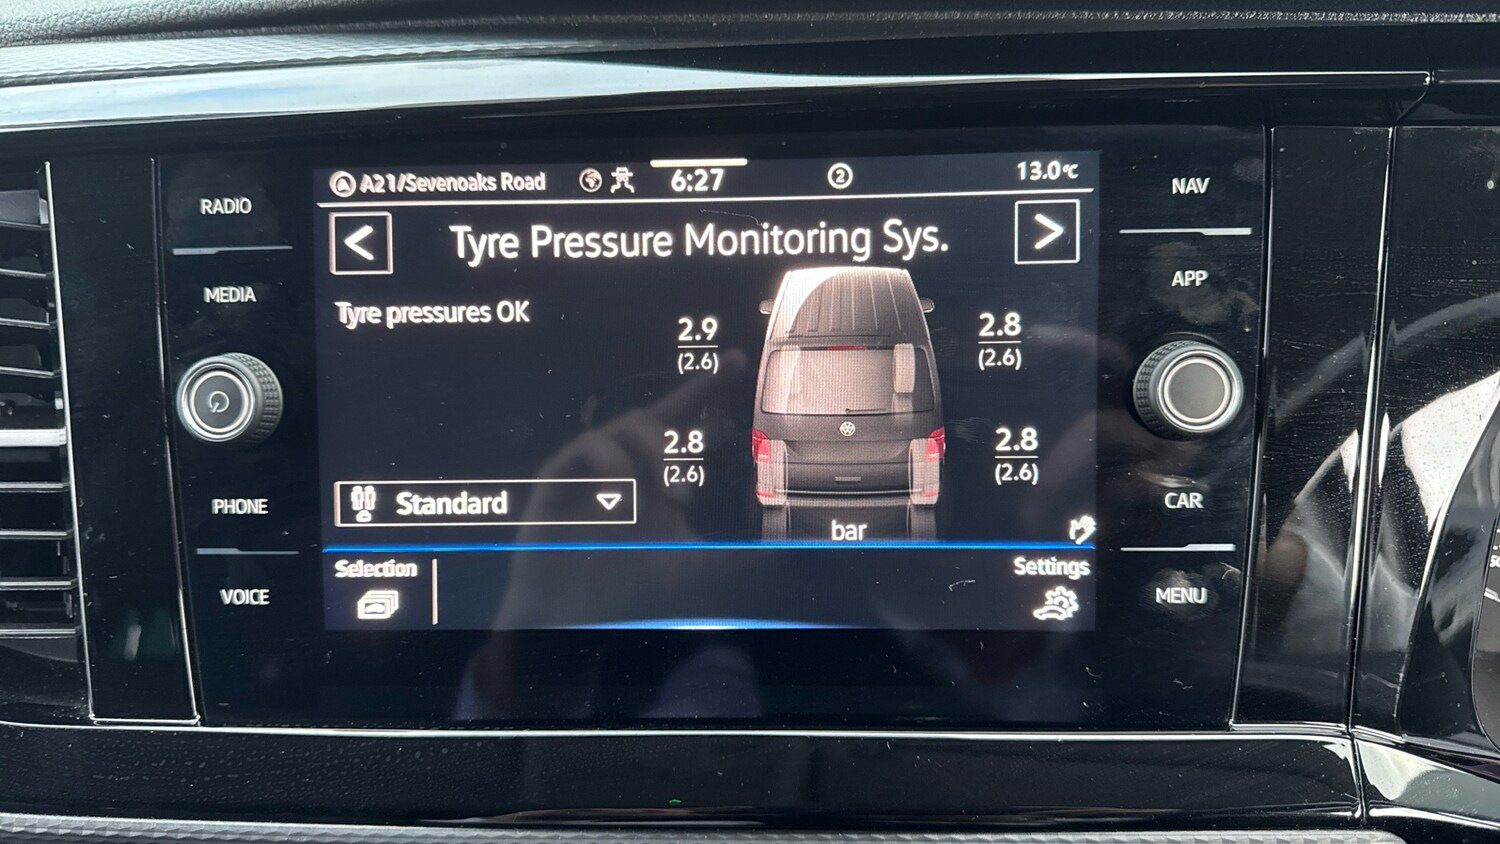 RADIO
MEDIA
PHONE
VOICE
A21/Sevenoaks Road
6:27
2
13.0°C
< Tyre Pressure Monitoring Sys. >
Tyre pressures OK
2.9
(2.6)
2.8
(2.6)
2.8
(2.6)
2.8
(2.6)
Standard
bar
Selection
Settings
NAV
APP
CAR
MENU